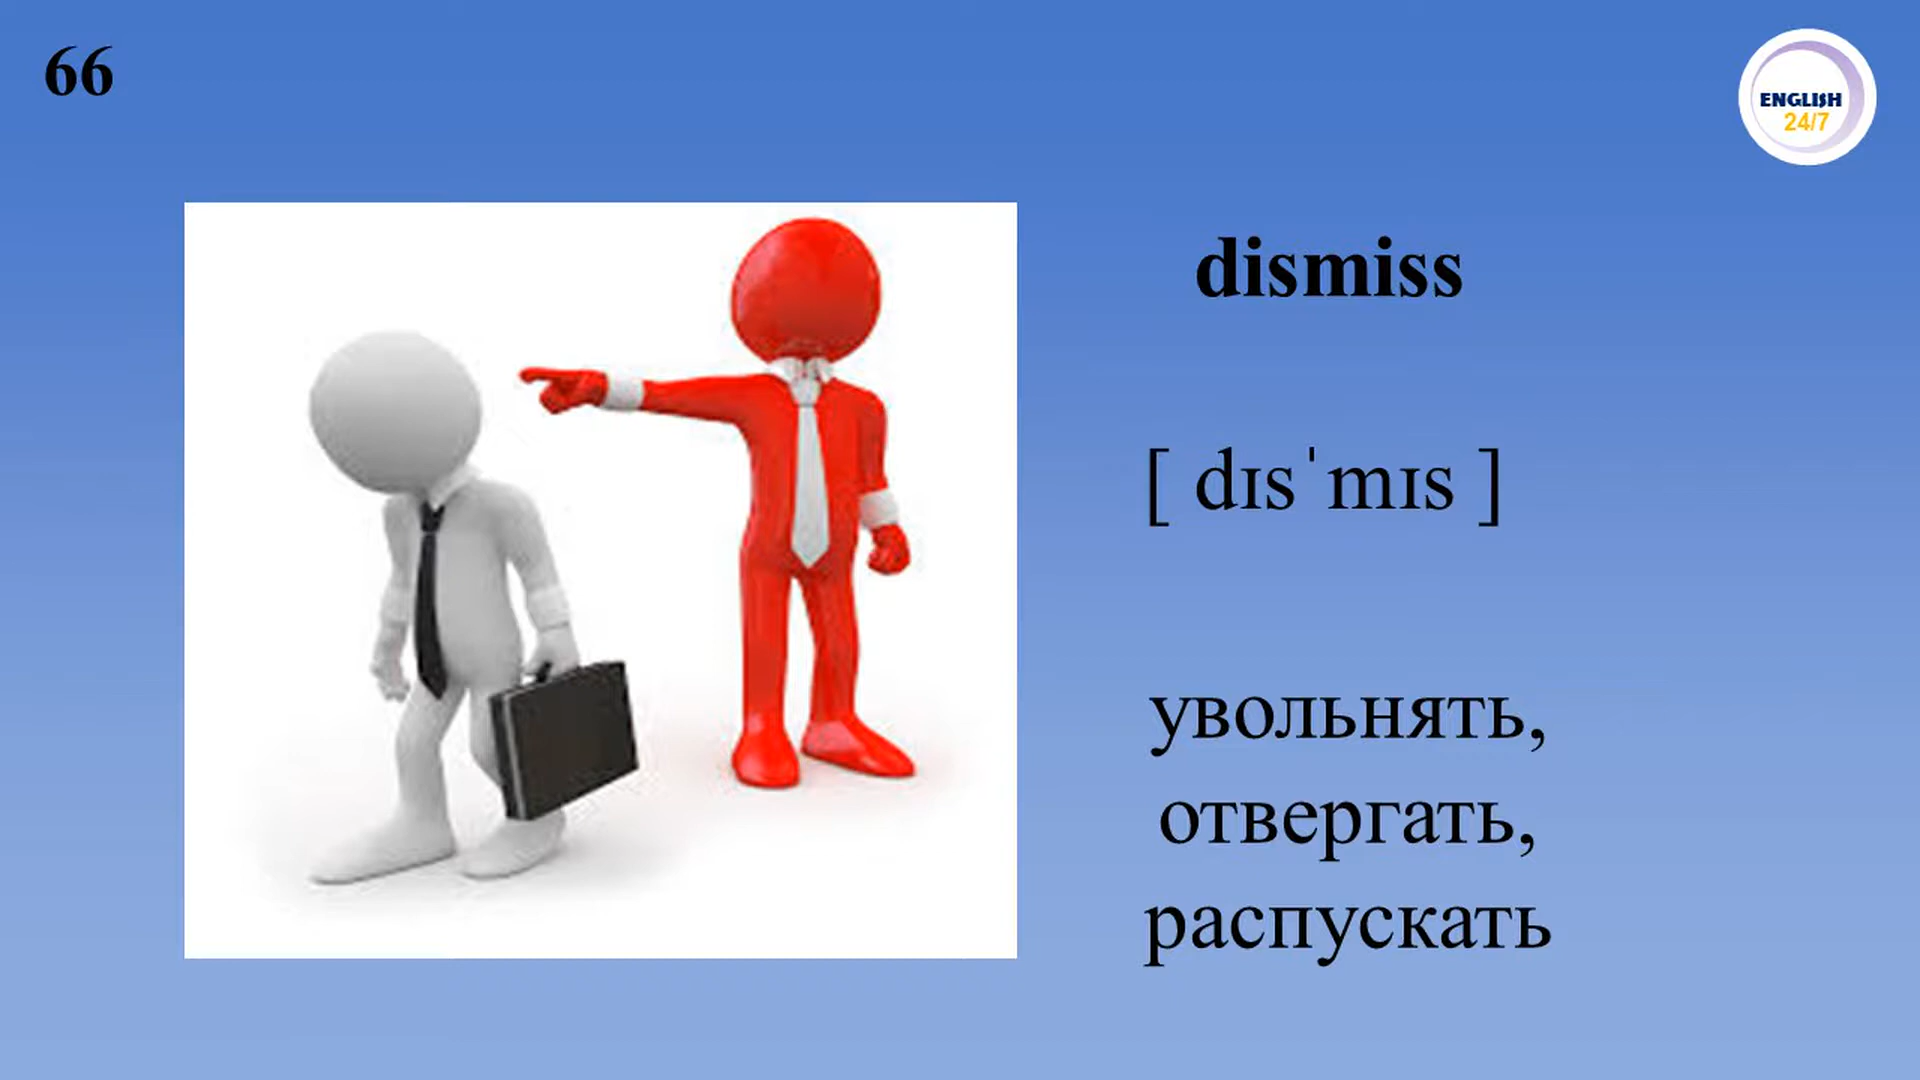 66
ENGLISH
24/7
dismiss
[ dɪsˈmɪs ]
увольнять,
отвергать,
распускать